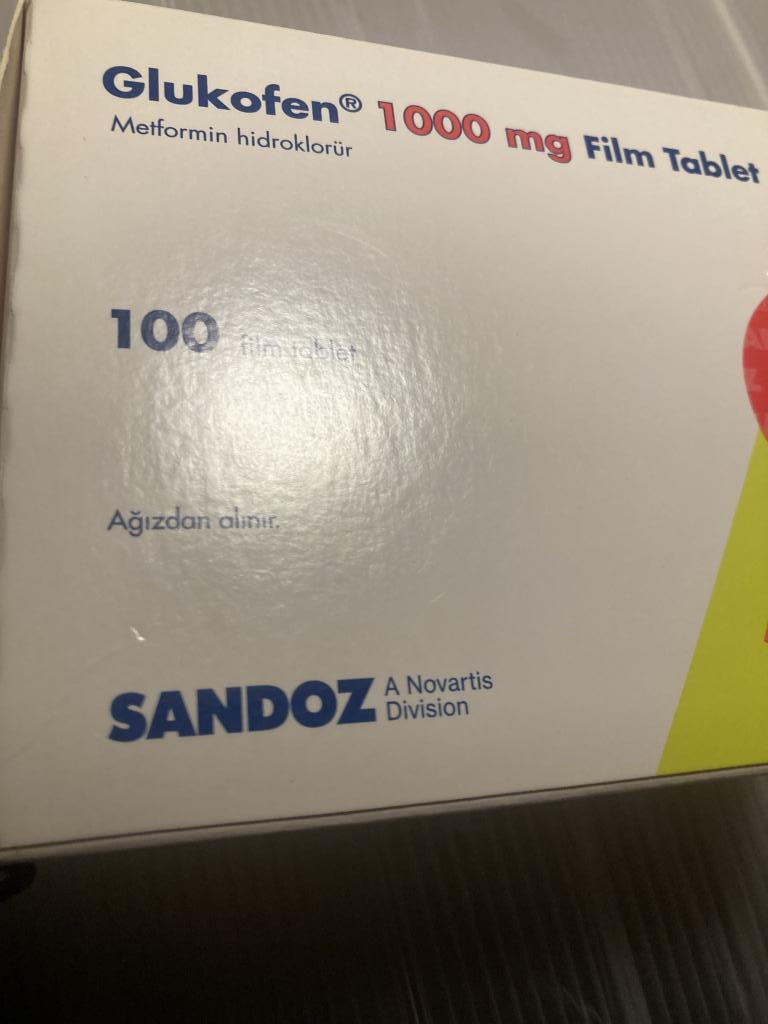 Glukofen® 1000 mg Film Tablet
Metformin hidroklorür
100 film tablet
Ağızdan alınır.
SANDOZ A Novartis
Division